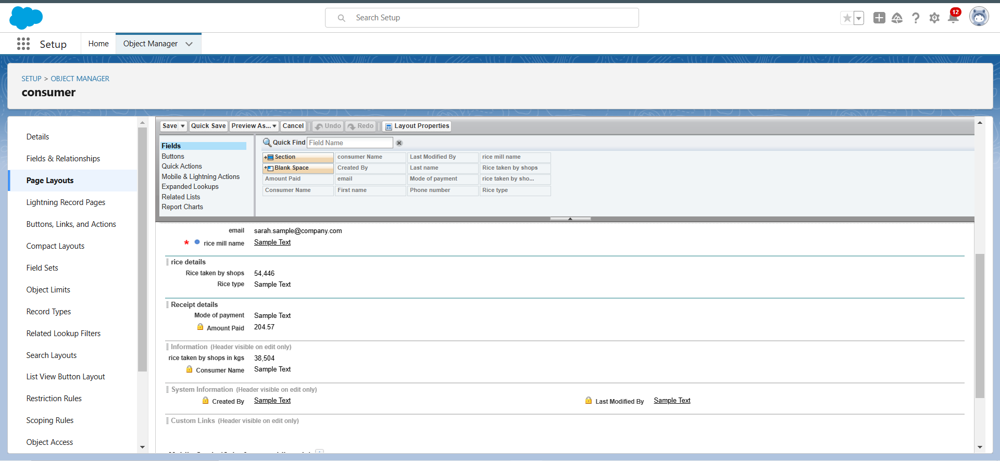 Search Setup
12
Setup
Home
Object Manager
SETUP > OBJECT MANAGER
consumer
Details
Fields & Relationships
Page Layouts
Lightning Record Pages
Buttons, Links, and Actions
Compact Layouts
Field Sets
Object Limits
Record Types
Related Lookup Filters
Search Layouts
List View Button Layout
Restriction Rules
Scoping Rules
Object Access
Save
Quick Save
Preview As...
Cancel
Undo
Redo
Layout Properties
Fields
Buttons
Quick Actions
Mobile & Lightning Actions
Expanded Lookups
Related Lists
Report Charts
Quick Find Field Name
Section consumer Name Last Modified By rice mill name
Blank Space Created By Last name Rice taken by shops
Amount Paid email Mode of payment rice taken by sho...
Consumer Name First name Phone number Rice type
email sarah.sample@company.com
* rice mill name Sample Text
rice details
Rice taken by shops 54,446
Rice type Sample Text
Receipt details
Mode of payment Sample Text
Amount Paid 204.57
Information (Header visible on edit only)
rice taken by shops in kgs 38,504
Consumer Name Sample Text
System Information (Header visible on edit only)
Created By Sample Text Last Modified By Sample Text
Custom Links (Header visible on edit only)